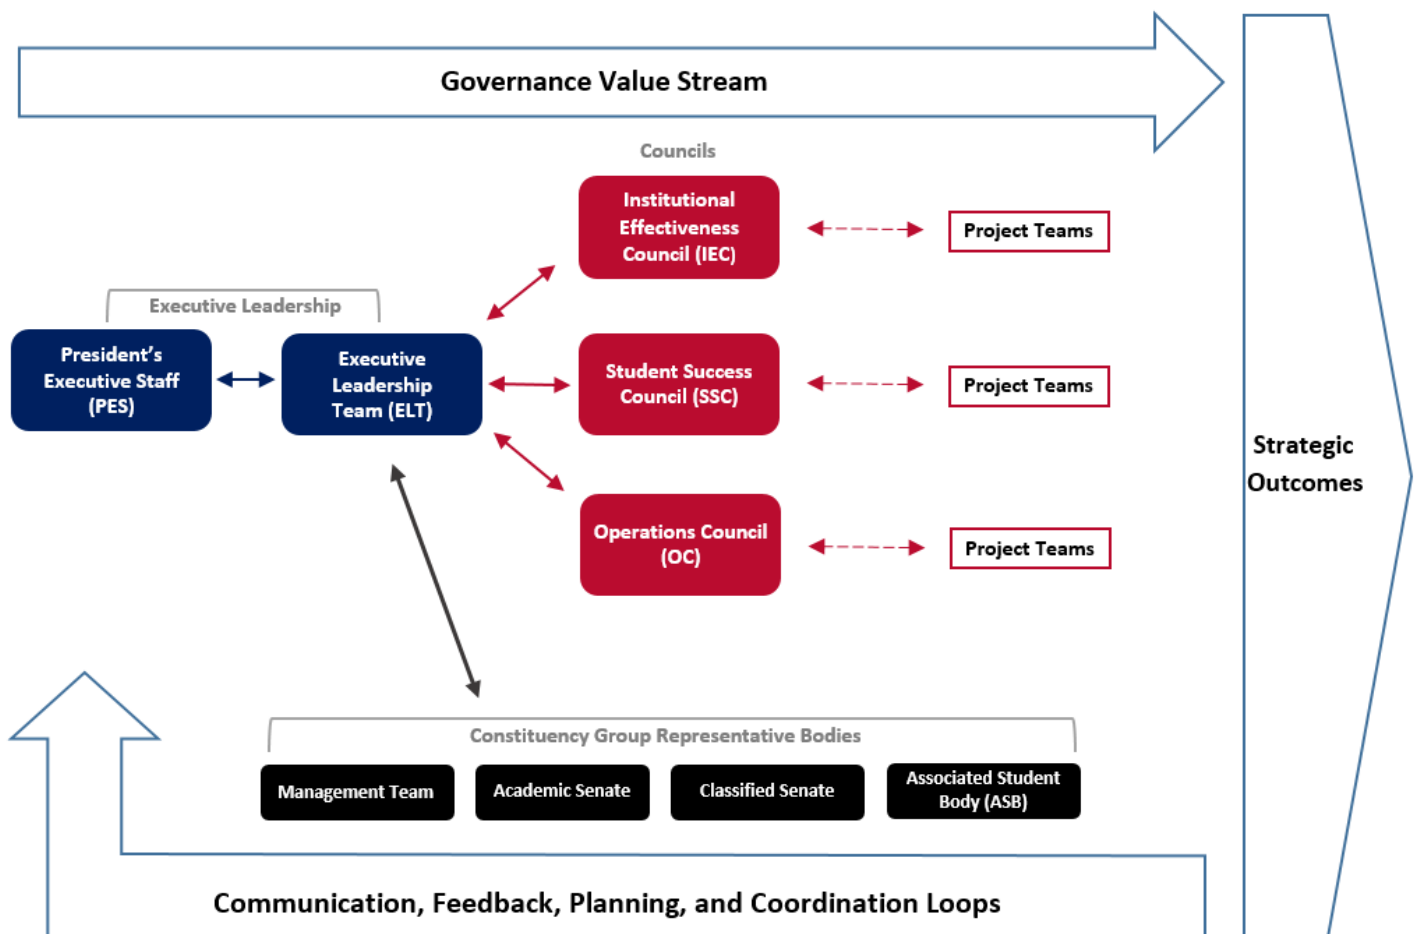 Governance Value Stream
Councils
Institutional
Effectiveness
Council (IEC)
Project Teams
Executive Leadership
President’s
Executive Staff
(PES)
Executive
Leadership
Team (ELT)
Student Success
Council (SSC)
Project Teams
Strategic
Outcomes
Operations Council
(OC)
Project Teams
Constituency Group Representative Bodies
Management Team
Academic Senate
Classified Senate
Associated Student
Body (ASB)
Communication, Feedback, Planning, and Coordination Loops